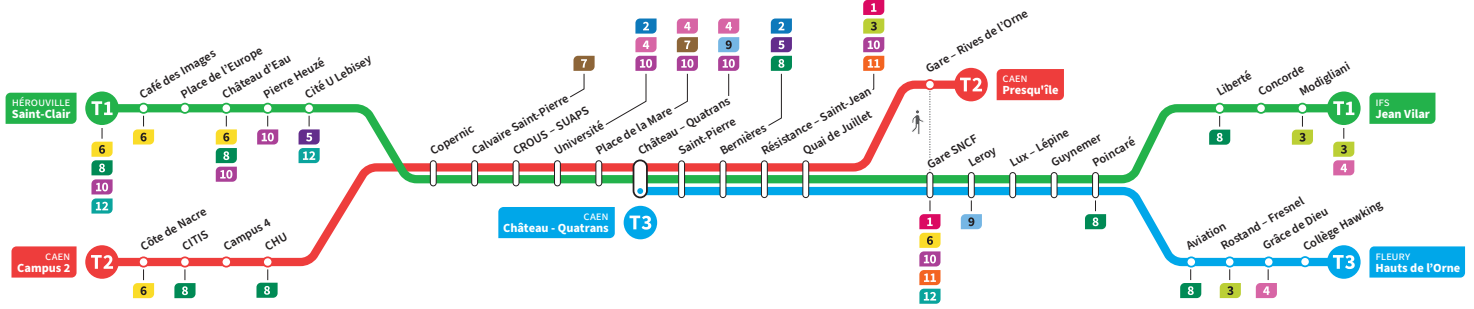 HÉROUVILLE
Saint-Clair
T1
6
8
10
12
Café des Images
6
Place de l'Europe
Château d'Eau
6
8
10
Pierre Heuzé
10
Cité U Lebisey
5
12
CAEN
Campus 2
T2
Côte de Nacre
6
CITIS
8
Campus 4
CHU
8
Copernic
Calvaire Saint-Pierre
7
CROUS – SUAPS
Université
2
4
10
Place de la Mare
4
7
10
Château – Quatrans
4
9
10
CAEN
Château - Quatrans
T3
Saint-Pierre
Bernières
2
5
8
Résistance – Saint-Jean
1
3
10
11
Quai de Juillet
Gare – Rives de l'Orne
T2
CAEN
Presqu'île
Gare SNCF
1
6
10
11
12
Leroy
9
Lux – Lépine
Guynemer
Poincaré
8
Liberté
8
Concorde
Modigliani
3
T1
3
4
IFS
Jean Vilar
Aviation
8
Rostand – Fresnel
3
Grâce de Dieu
4
Collège Hawking
T3
FLEURY
Hauts de l'Orne